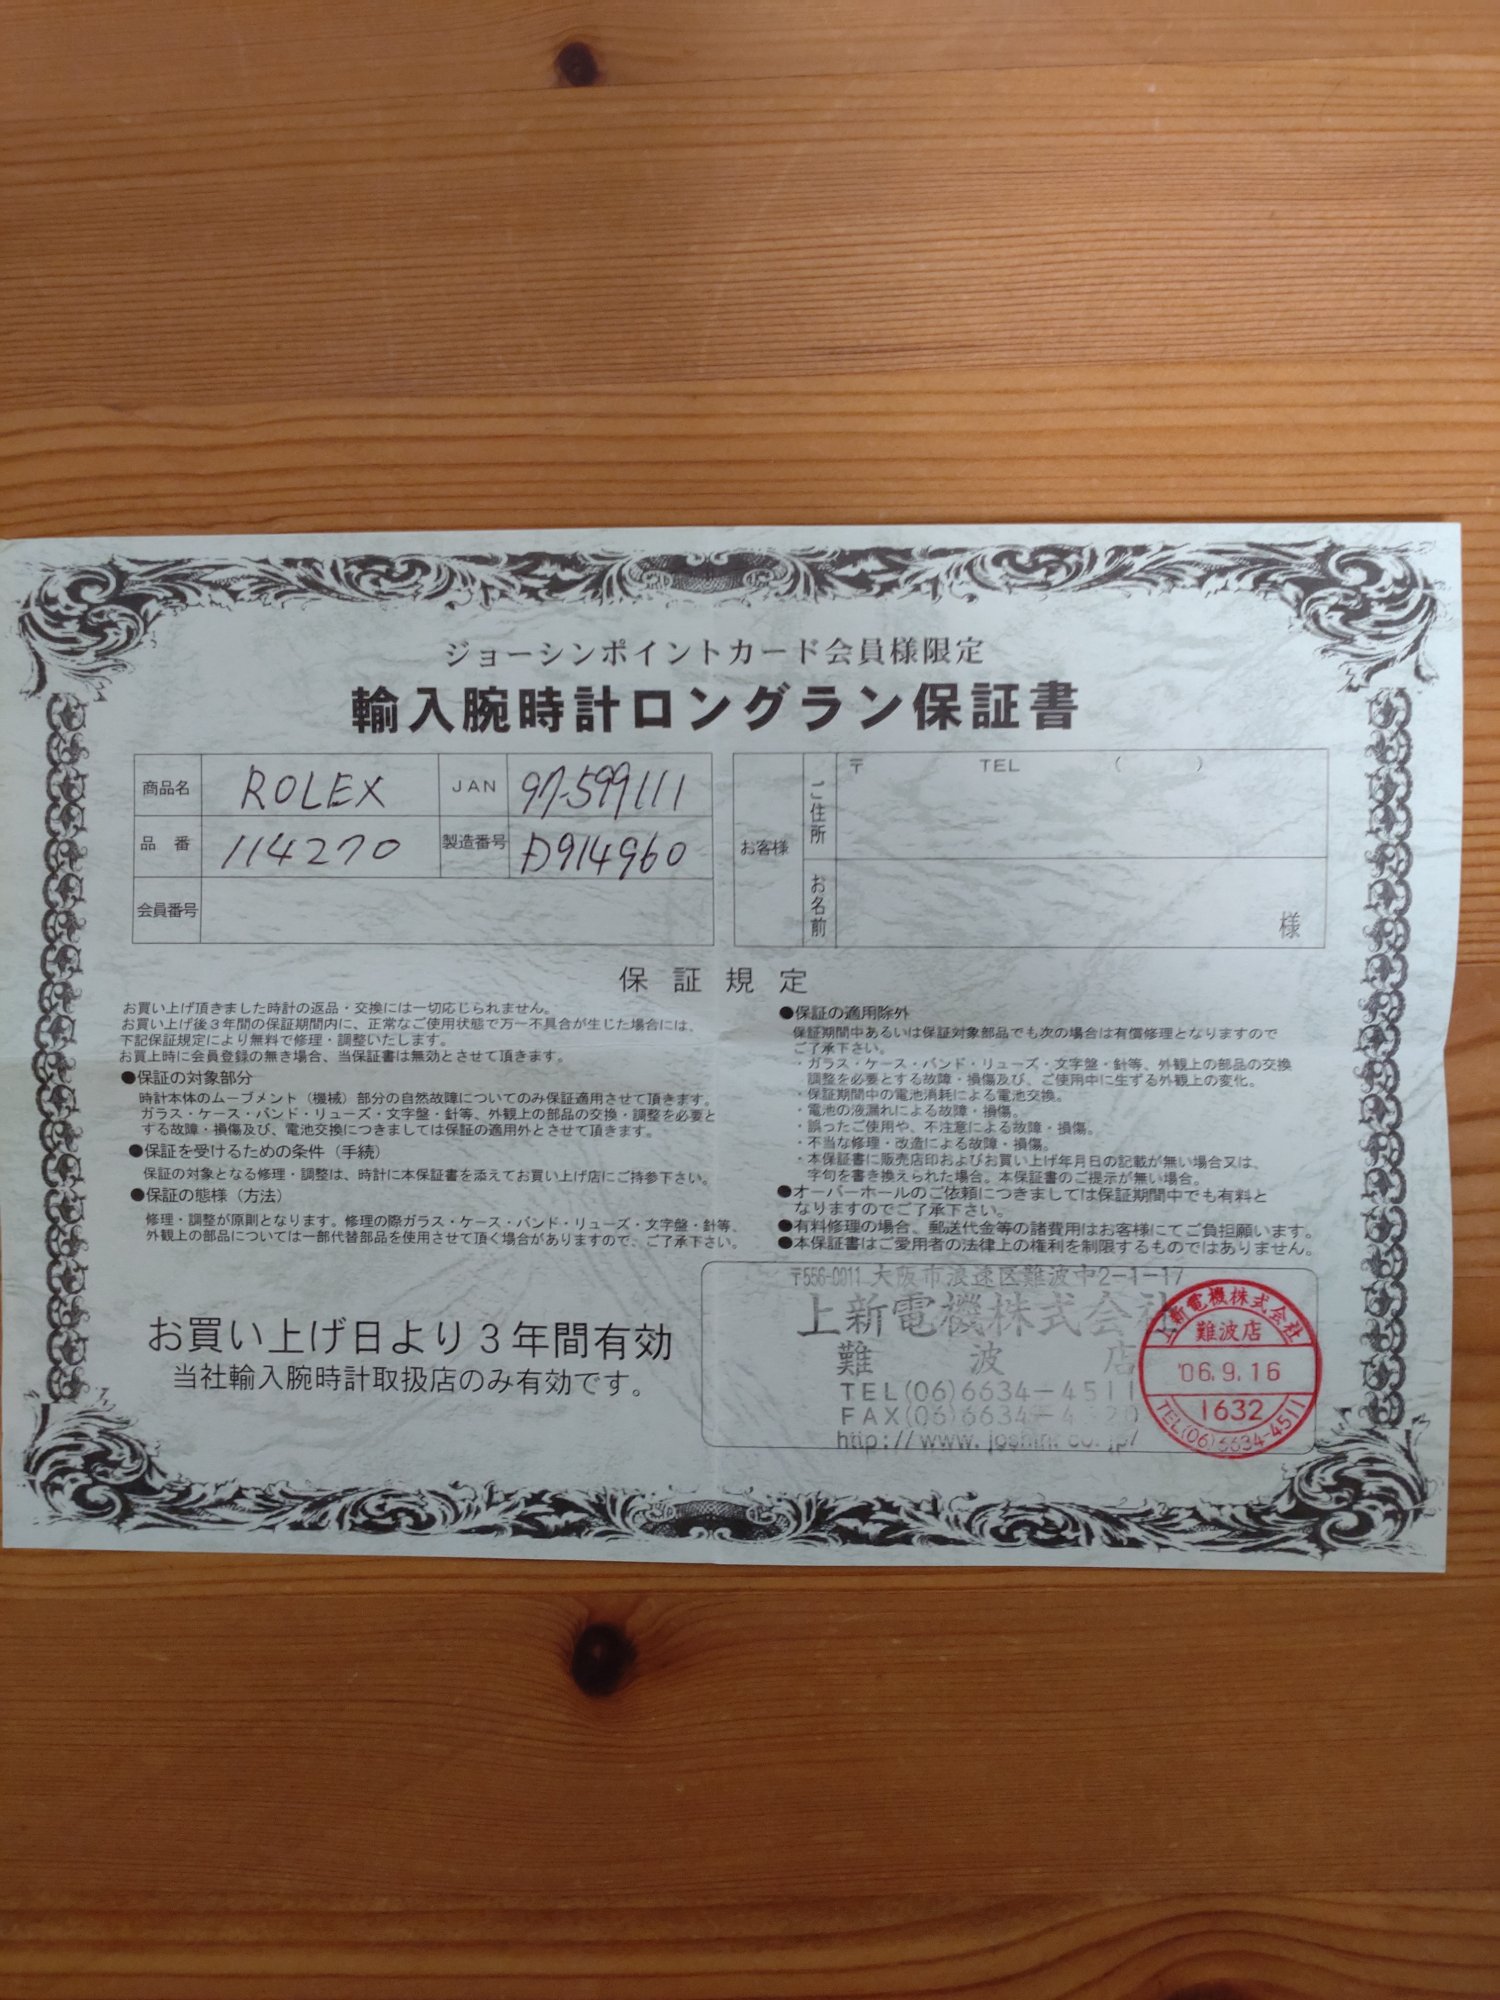 ジョーシンポイントカード会員様限定
輸入腕時計ロングラン保証書
商品名 ROLEX JAN 97-599111
品番 114270 製造番号 D914960
会員番号
お客様
ご住所 〒 TEL ( )
お名前 様
保証規定
お買い上げ頂きました時計の返品・交換には一切応じられません。
お買い上げ後3年間の保証期間内に、正常なご使用状態で万一不具合が生じた場合には、
下記保証規定により無料で修理・調整いたします。
お買上時に会員登録の無き場合、当保証書は無効とさせて頂きます。
●保証の対象部分
時計本体のムーブメント（機械）部分の自然故障についてのみ保証適用させて頂きます。
ガラス・ケース・バンド・リューズ・文字盤・針等、外観上の部品の交換・調整を必要と
する故障・損傷及び、電池交換につきましては保証の適用外とさせて頂きます。
●保証を受けるための条件（手続）
保証の対象となる修理・調整は、時計に本保証書を添えてお買い上げ店にご持参下さい。
●保証の態様（方法）
修理・調整が原則となります。修理の際ガラス・ケース・バンド・リューズ・文字盤・針等、
外観上の部品については一部代替部品を使用させて頂く場合がありますので、ご了承下さい。
お買い上げ日より3年間有効
当社輸入腕時計取扱店のみ有効です。
●保証の適用除外
保証期間中あるいは保証対象部品でも次の場合は有償修理となりますので
ご了承下さい。
・ガラス・ケース・バンド・リューズ・文字盤・針等、外観上の部品の交換
調整を必要とする故障・損傷及び、ご使用中に生ずる外観上の変化。
・保証期間中の電池消耗による電池交換。
・電池の液漏れによる故障・損傷。
・誤ったご使用や、不注意による故障・損傷。
・不当な修理・改造による故障・損傷。
・本保証書に販売店印およびお買い上げ年月日の記載が無い場合又は、
字句を書き換えられた場合。本保証書のご提示が無い場合。
●オーバーホールのご依頼につきましては保証期間中でも有料と
なりますのでご了承下さい。
●有料修理の場合、郵送代金等の諸費用はお客様にてご負担願います。
●本保証書はご愛用者の法律上の権利を制限するものではありません。
〒556-0011 大阪市浪速区難波中2-1-17
上新電機株式会社
難波店
TEL(06)6634-4511
FAX(06)6634-
http://www.joshin.co.jp/
上新電機株式会社
難波店
'06.9.16
1632
TEL(06)6634-4511